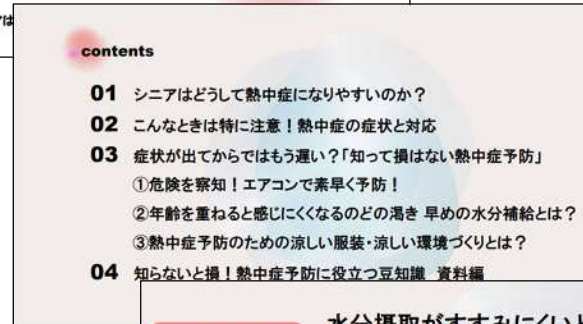 contents
01 シニアはどうして熱中症になりやすいのか？
02 こんなときは特に注意！熱中症の症状と対応
03 症状が出てからではもう遅い？「知って損はない熱中症予防」
①危険を察知！エアコンで素早く予防！
②年齢を重ねると感じにくくなるのどの渇き 早めの水分補給とは？
③熱中症予防のための涼しい服装・涼しい環境づくりとは？
04 知らないと損！熱中症予防に役立つ豆知識 資料編
水分摂取がすすみにくい